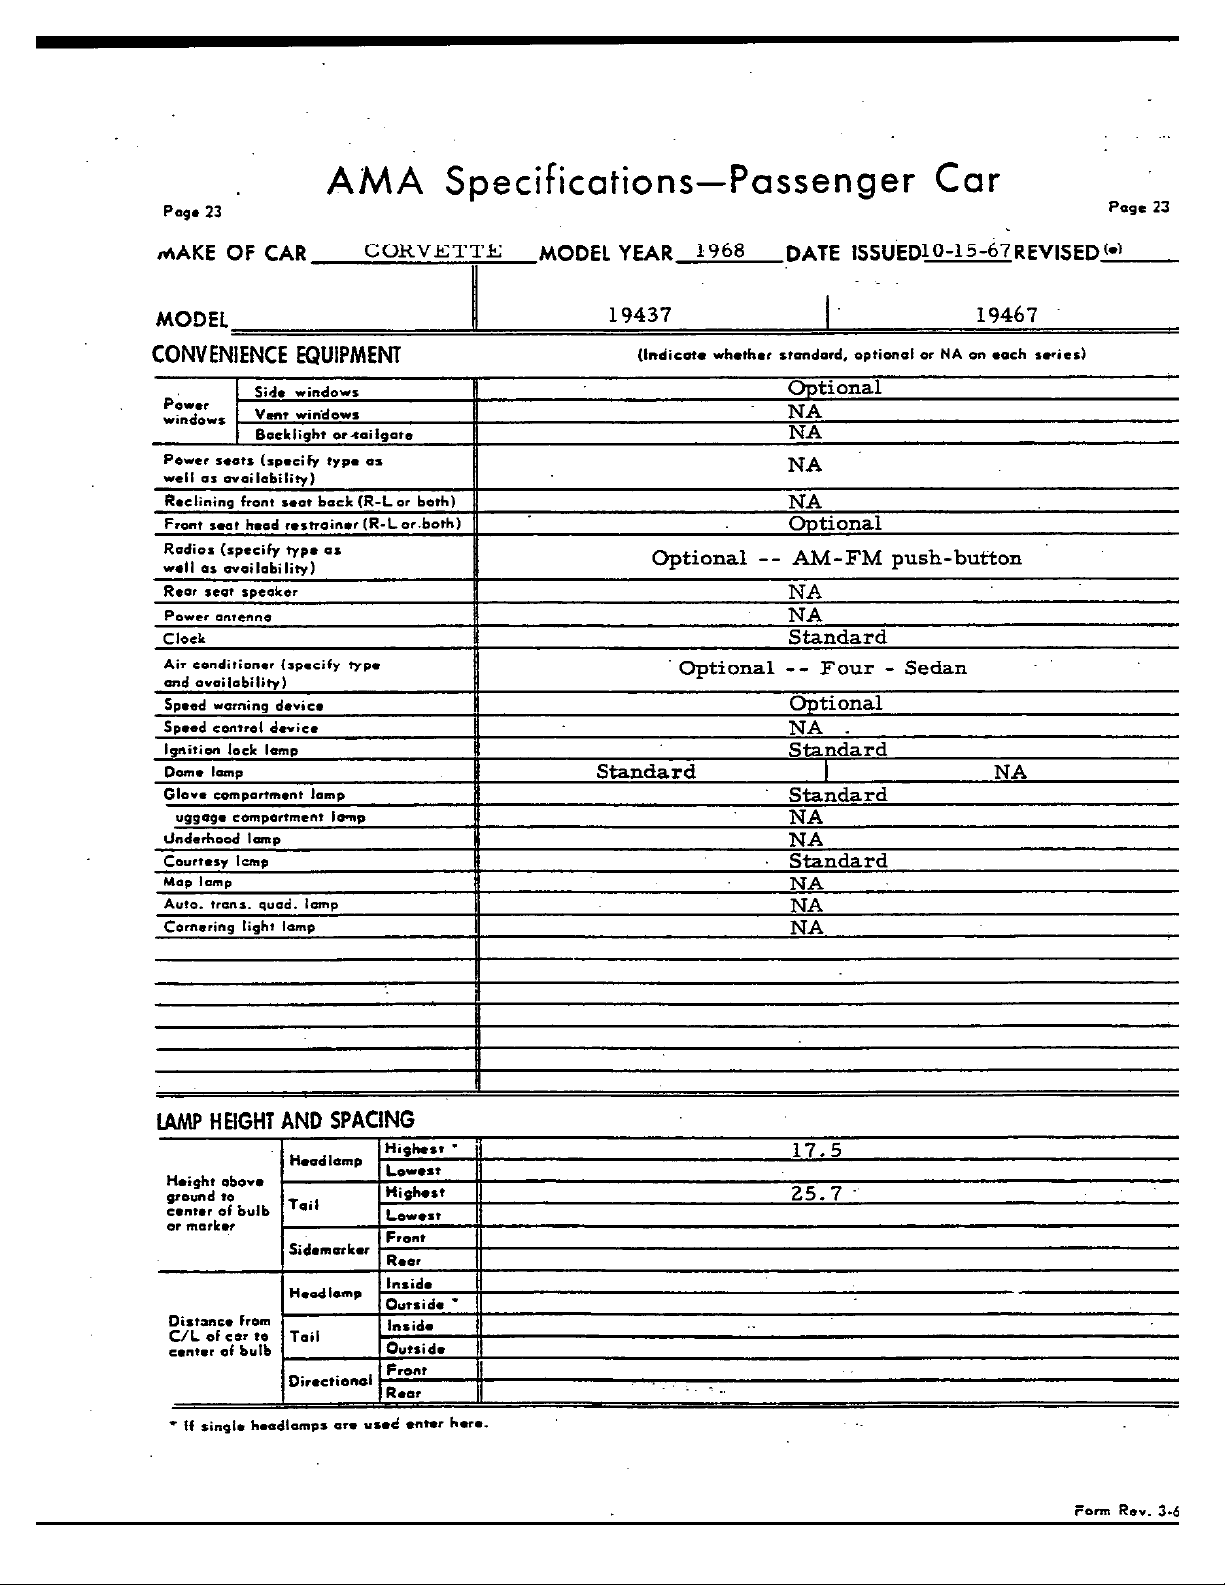 AMA Specifications—Passenger Car
Page 23
Page 23
MAKE OF CAR CORVETTE MODEL YEAR 1968 DATE ISSUED 10-15-67 REVISED (•)
MODEL 19437 19467
CONVENIENCE EQUIPMENT (Indicate whether standard, optional or NA on each series)
Power windows
Side windows Optional
Vent windows NA
Backlight or tailgate NA
Power seats (specify type as well as availability) NA
Reclining front seat back (R-L or both) NA
Front seat head restrainer (R-L or both) Optional
Radios (specify type as well as availability) Optional -- AM-FM push-button
Rear seat speaker NA
Power antenna NA
Clock Standard
Air conditioner (specify type and availability) Optional -- Four - Sedan
Speed warning device Optional
Speed control device NA
Ignition lock lamp Standard
Dome lamp Standard NA
Glove compartment lamp Standard
uggage compartment lamp NA
Underhood lamp NA
Courtesy lamp Standard
Map lamp NA
Auto. trans. quad. lamp NA
Cornering light lamp NA
LAMP HEIGHT AND SPACING
Height above ground to center of bulb or marker
Headlamp Highest * 17.5
Lowest
Tail Highest 25.7
Lowest
Sidemarker Front
Rear
Distance from C/L of car to center of bulb
Headlamp Inside
Outside *
Tail Inside
Outside
Directional Front
Rear
* If single headlamps are used enter here.
Form Rev. 3-6